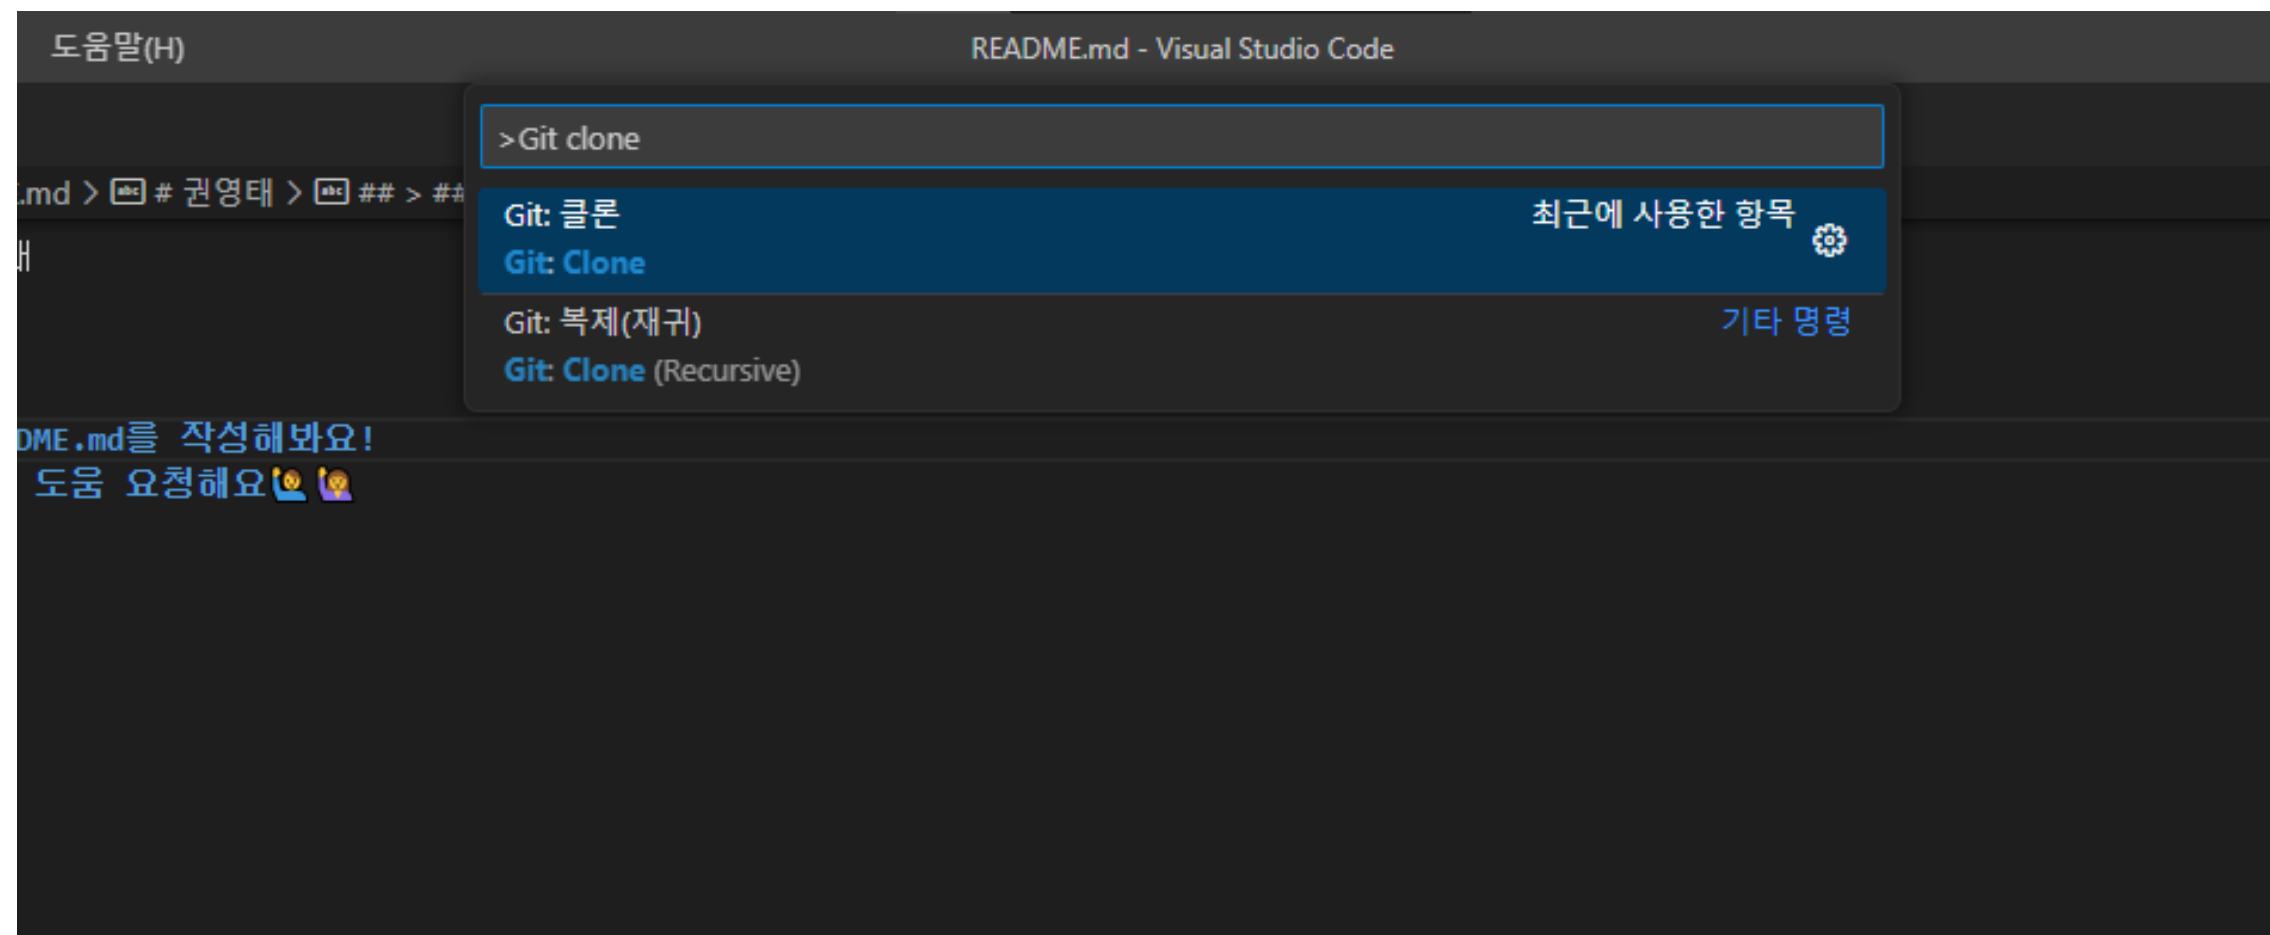 도움말(H)
README.md - Visual Studio Code
>Git clone
.md > # 권영태 > ## > ##
Git: 클론
최근에 사용한 항목
Git: Clone
Git: 복제(재귀)
기타 명령
Git: Clone (Recursive)
DME.md를 작성해봐요!
도움 요청해요🙋‍♂️🙋‍♀️